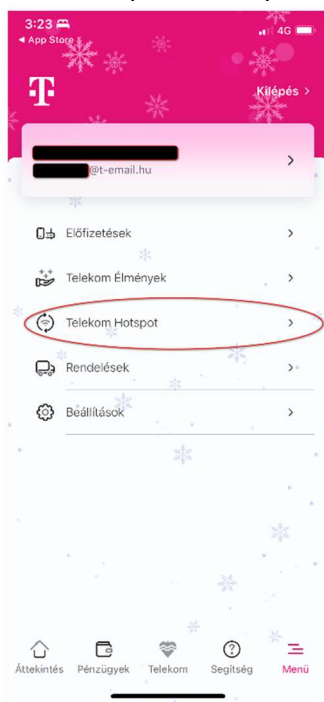 3:23
App Store
4G
T
Kilépés
@t-email.hu
Előfizetések
Telekom Élmények
Telekom Hotspot
Rendelések
Beállítások
Áttekintés Pénzügyek Telekom Segítség Menü